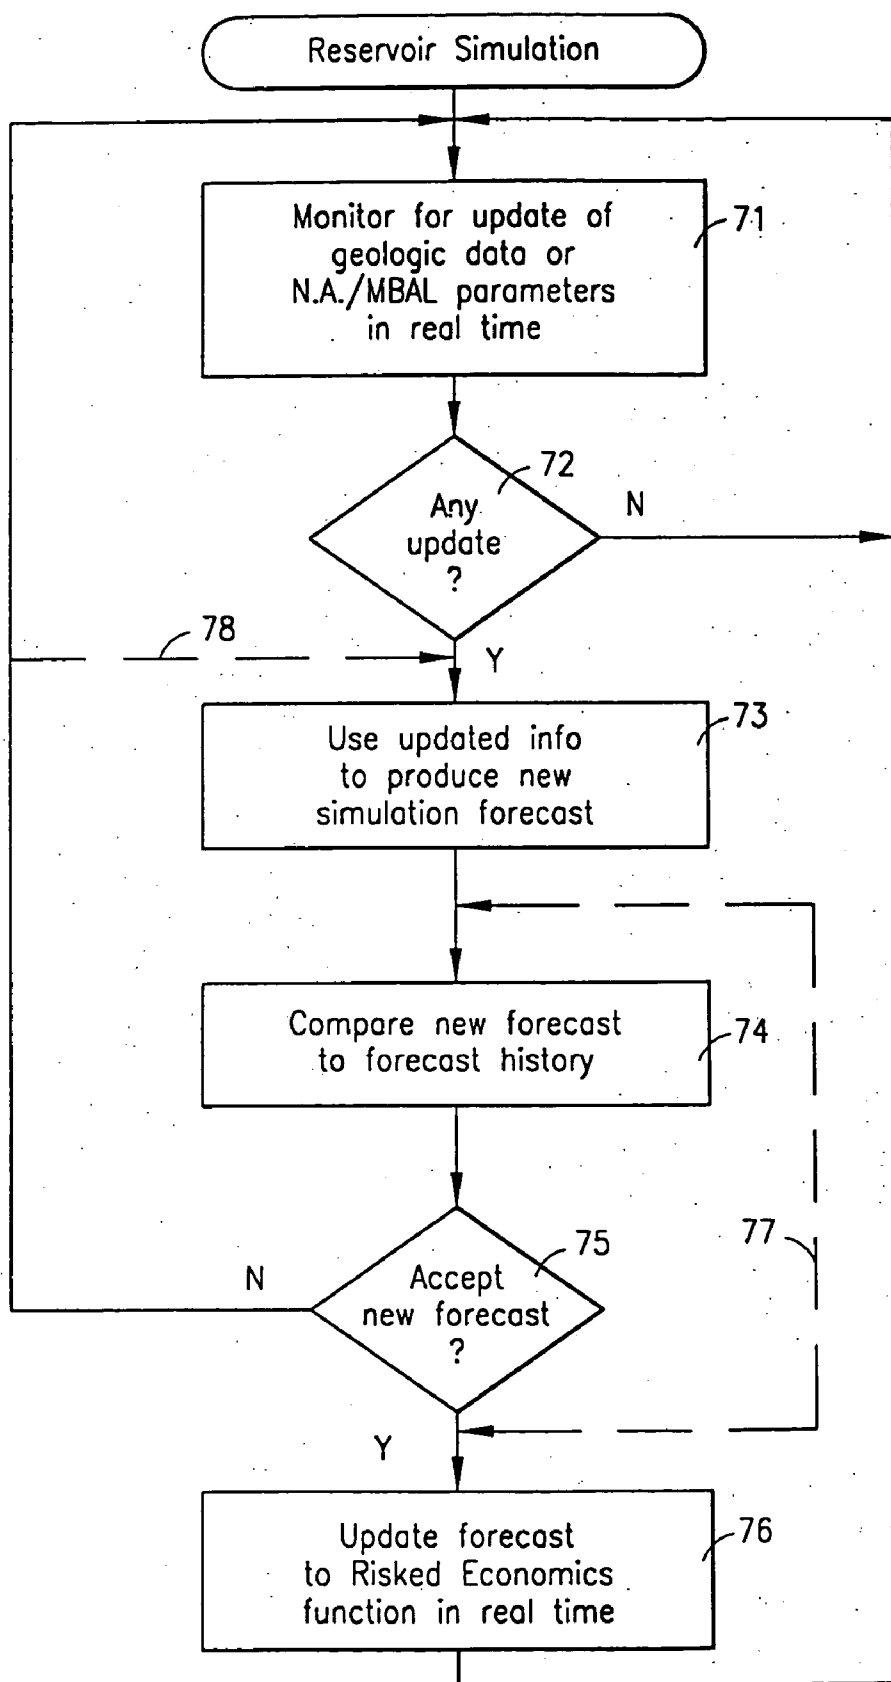 Reservoir Simulation
Monitor for update of
geologic data or
N.A./MBAL parameters
in real time
71
72
Any
update
?
N
78
Y
Use updated info
to produce new
simulation forecast
73
Compare new forecast
to forecast history
74
75
Accept
new forecast
?
N
77
Y
Update forecast
to Risked Economics
function in real time
76